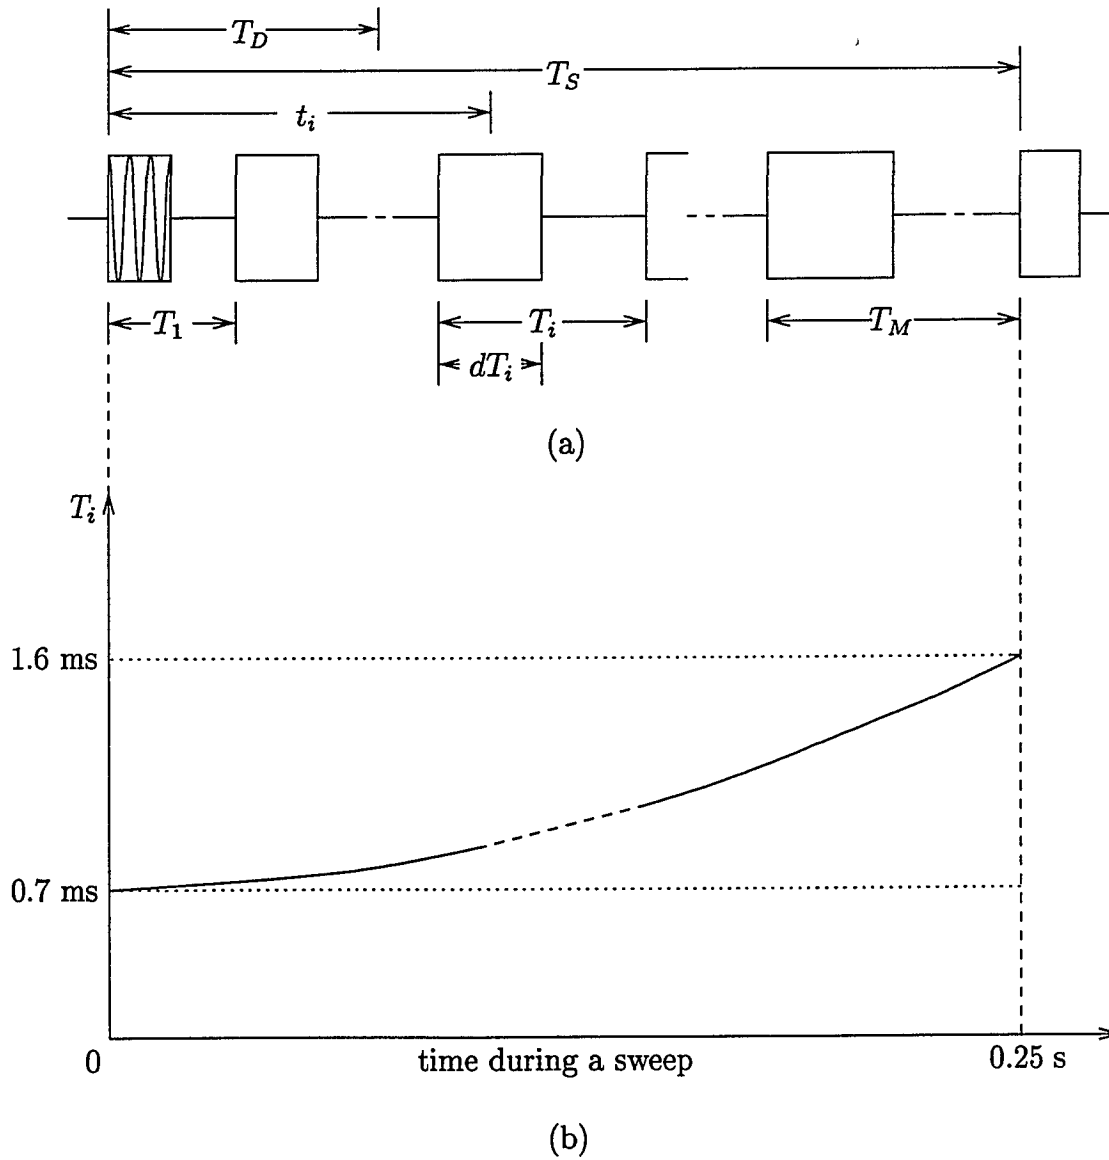 T_D
T_S
t_i
T_1
T_i
T_M
dT_i
(a)
T_i
1.6 ms
0.7 ms
0
time during a sweep
0.25 s
(b)